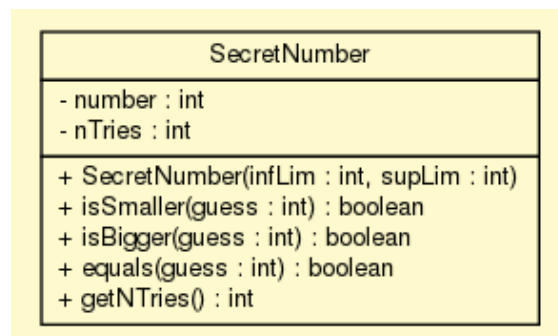 SecretNumber
- number : int
- nTries : int
+ SecretNumber(infLim : int, supLim : int)
+ isSmaller(guess : int) : boolean
+ isBigger(guess : int) : boolean
+ equals(guess : int) : boolean
+ getNTries() : int